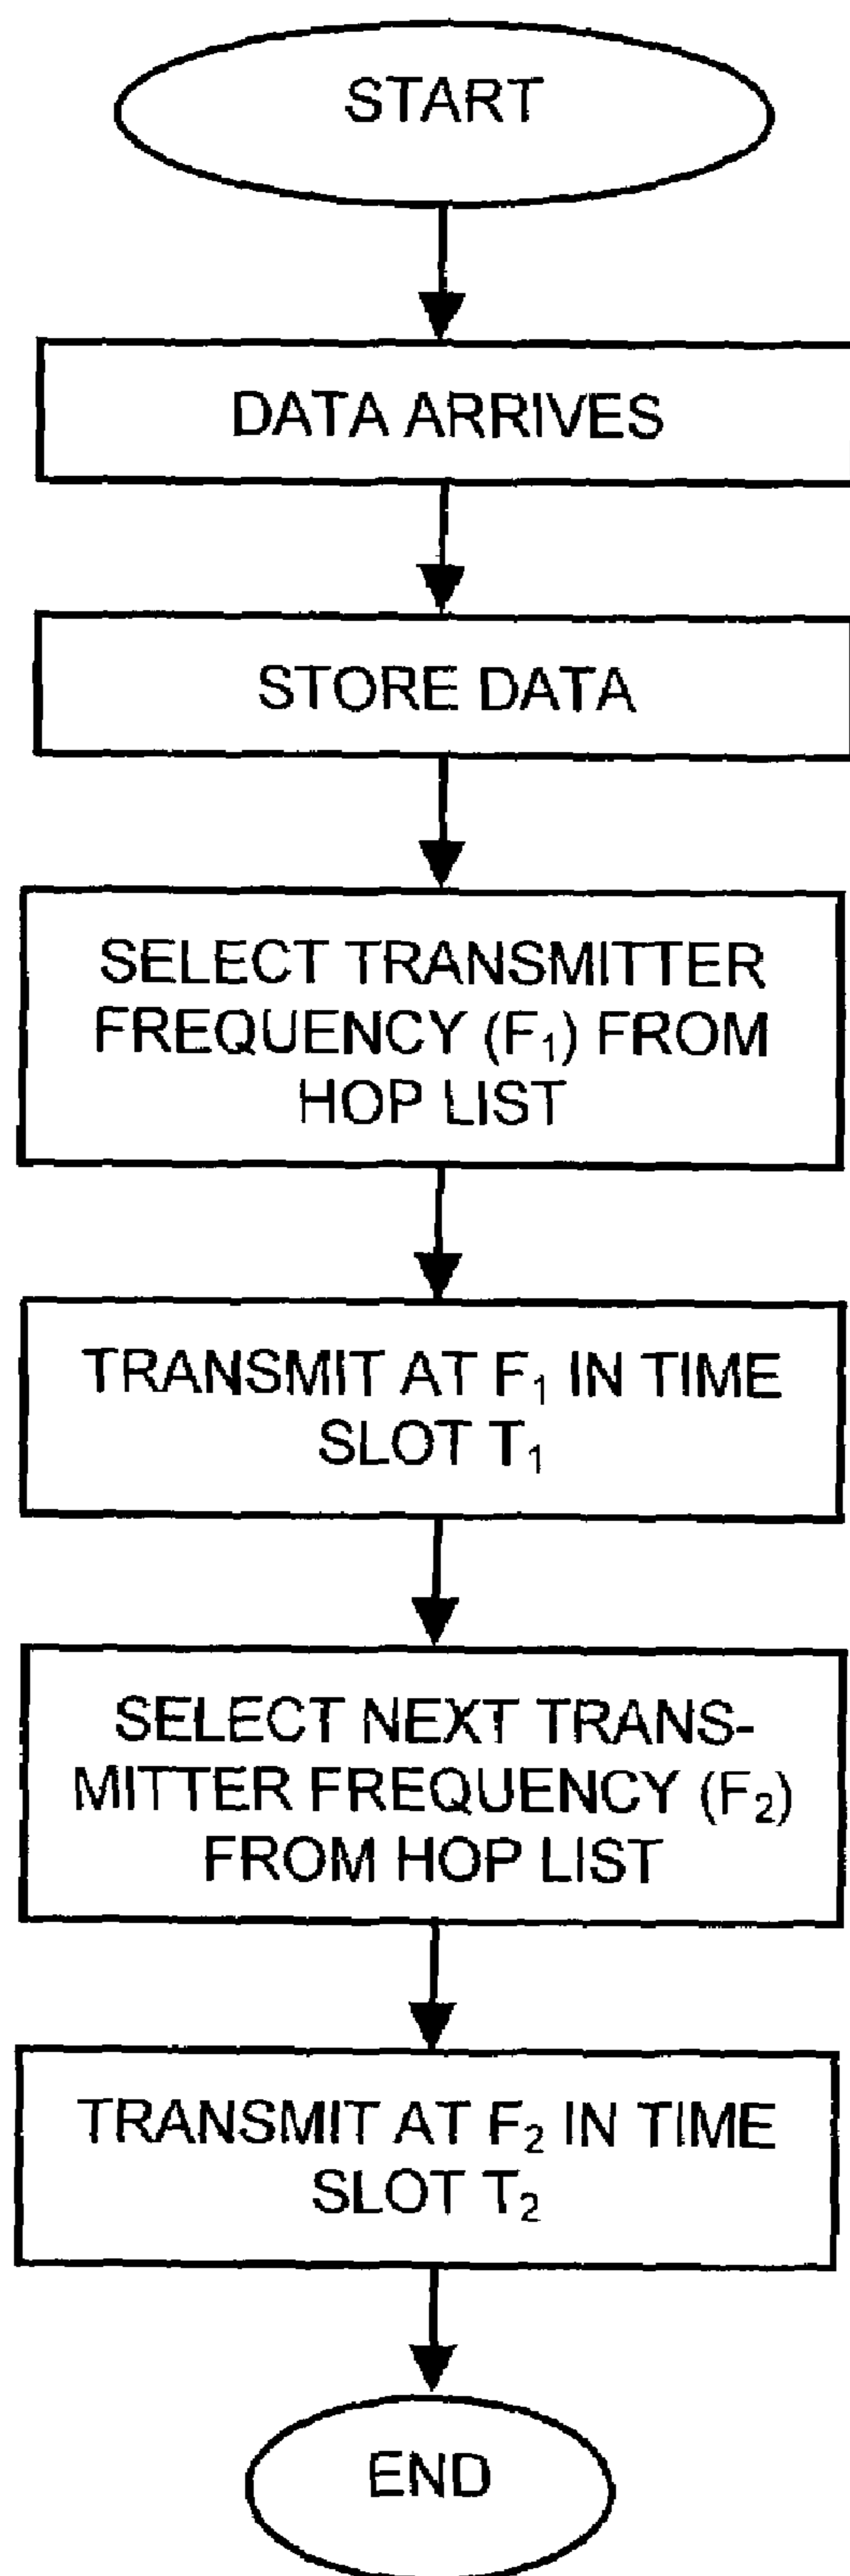 START
DATA ARRIVES
STORE DATA
SELECT TRANSMITTER
FREQUENCY (F₁) FROM
HOP LIST
TRANSMIT AT F₁ IN TIME
SLOT T₁
SELECT NEXT TRANS-
MITTER FREQUENCY (F₂)
FROM HOP LIST
TRANSMIT AT F₂ IN TIME
SLOT T₂
END